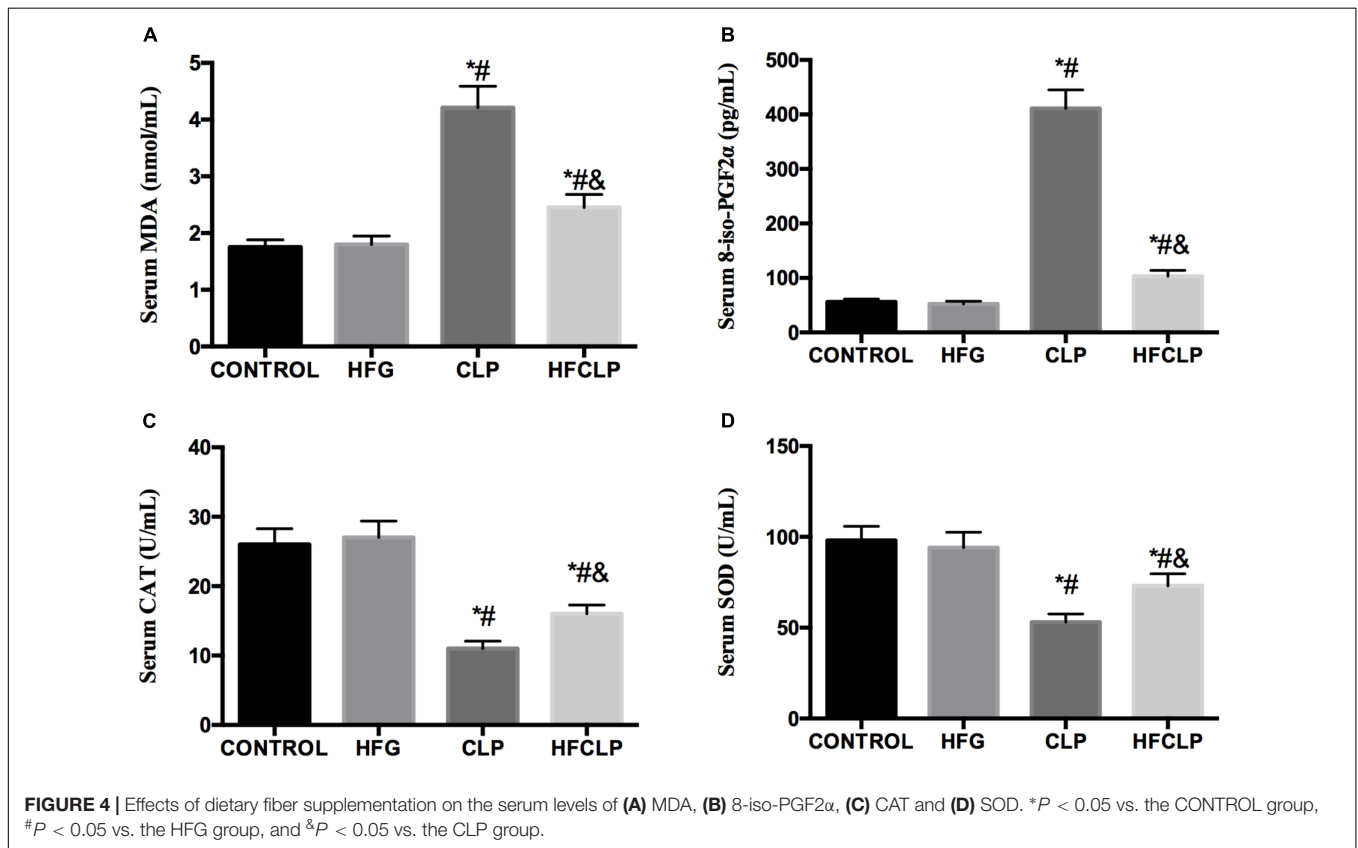 A
Serum MDA (nmol/mL)
5
4
3
2
1
0
*#
*#&
CONTROL HFG CLP HFCLP
B
Serum 8-iso-PGF2α (pg/mL)
500
400
300
200
100
0
*#
*#&
CONTROL HFG CLP HFCLP
C
Serum CAT (U/mL)
40
30
20
10
0
*#
*#&
CONTROL HFG CLP HFCLP
D
Serum SOD (U/mL)
150
100
50
0
*#
*#&
CONTROL HFG CLP HFCLP
FIGURE 4 | Effects of dietary fiber supplementation on the serum levels of (A) MDA, (B) 8-iso-PGF2α, (C) CAT and (D) SOD. *P < 0.05 vs. the CONTROL group,
#P < 0.05 vs. the HFG group, and &P < 0.05 vs. the CLP group.